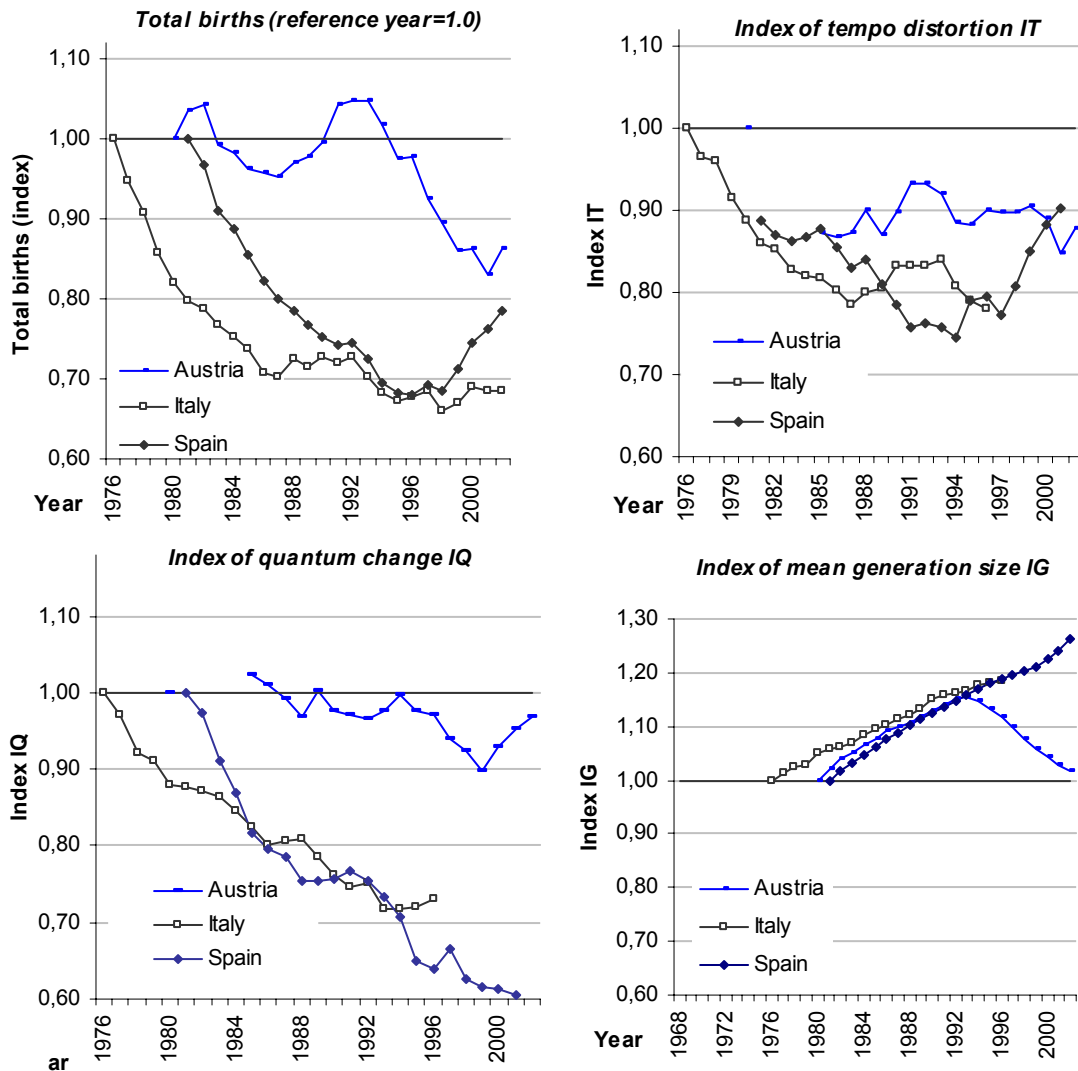 Total births (reference year=1.0)
1,10
1,00
0,90
0,80
0,70
0,60
Total births (index)
Austria
Italy
Spain
Year
1976
1980
1984
1988
1992
1996
2000
Index of tempo distortion IT
1,10
1,00
0,90
0,80
0,70
0,60
Index IT
Austria
Italy
Spain
Year
1976
1979
1982
1985
1988
1991
1994
1997
2000
Index of quantum change IQ
1,10
1,00
0,90
0,80
0,70
0,60
Index IQ
Austria
Italy
Spain
1976
1980
1984
1988
1992
1996
2000
ar
Index of mean generation size IG
1,30
1,20
1,10
1,00
0,90
0,80
0,70
0,60
Index IG
Austria
Italy
Spain
Year
1968
1972
1976
1980
1984
1988
1992
1996
2000